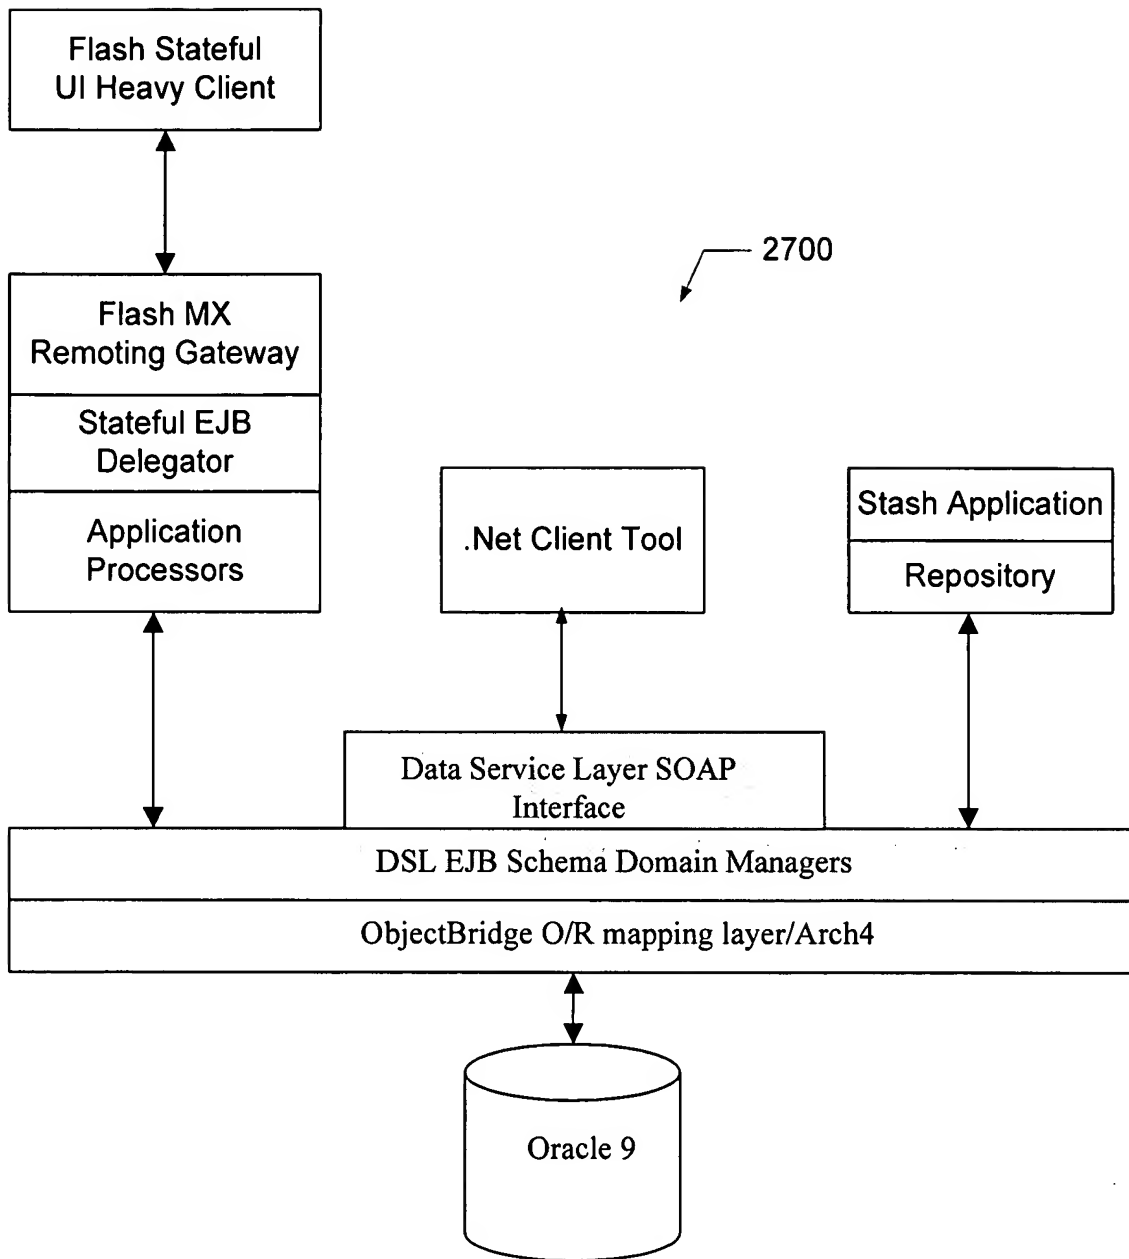 Flash Stateful
UI Heavy Client
2700
Flash MX
Remoting Gateway
Stateful EJB
Delegator
Application
Processors
.Net Client Tool
Stash Application
Repository
Data Service Layer SOAP
Interface
DSL EJB Schema Domain Managers
ObjectBridge O/R mapping layer/Arch4
Oracle 9